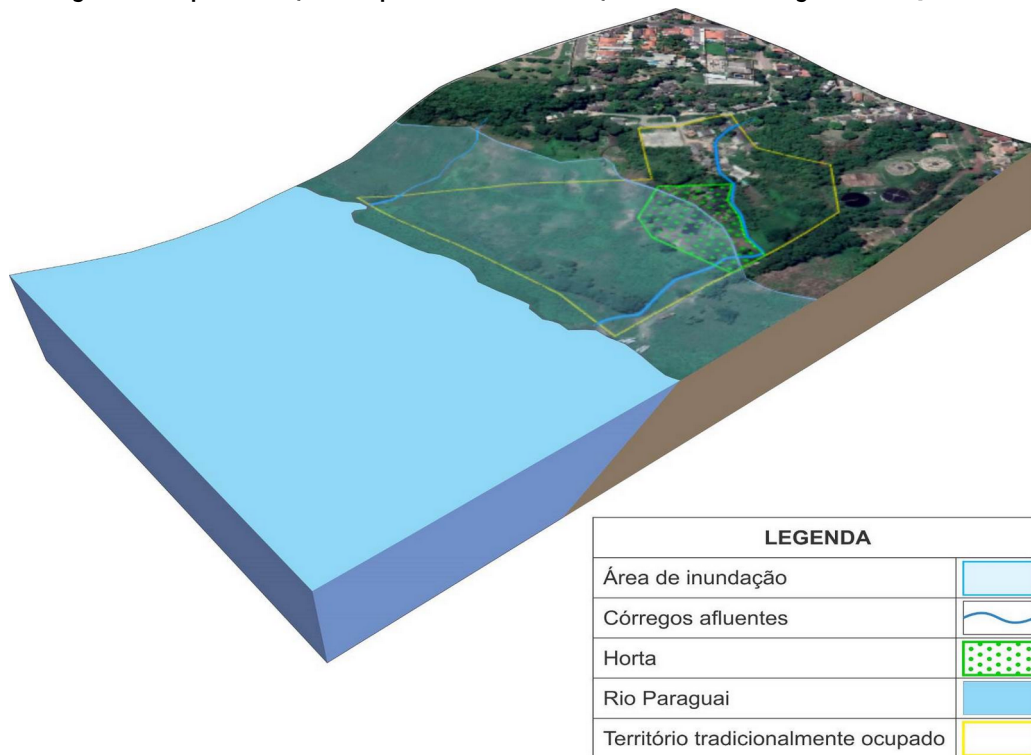 LEGENDA
Área de inundação
Córregos afluentes
Horta
Rio Paraguai
Território tradicionalmente ocupado